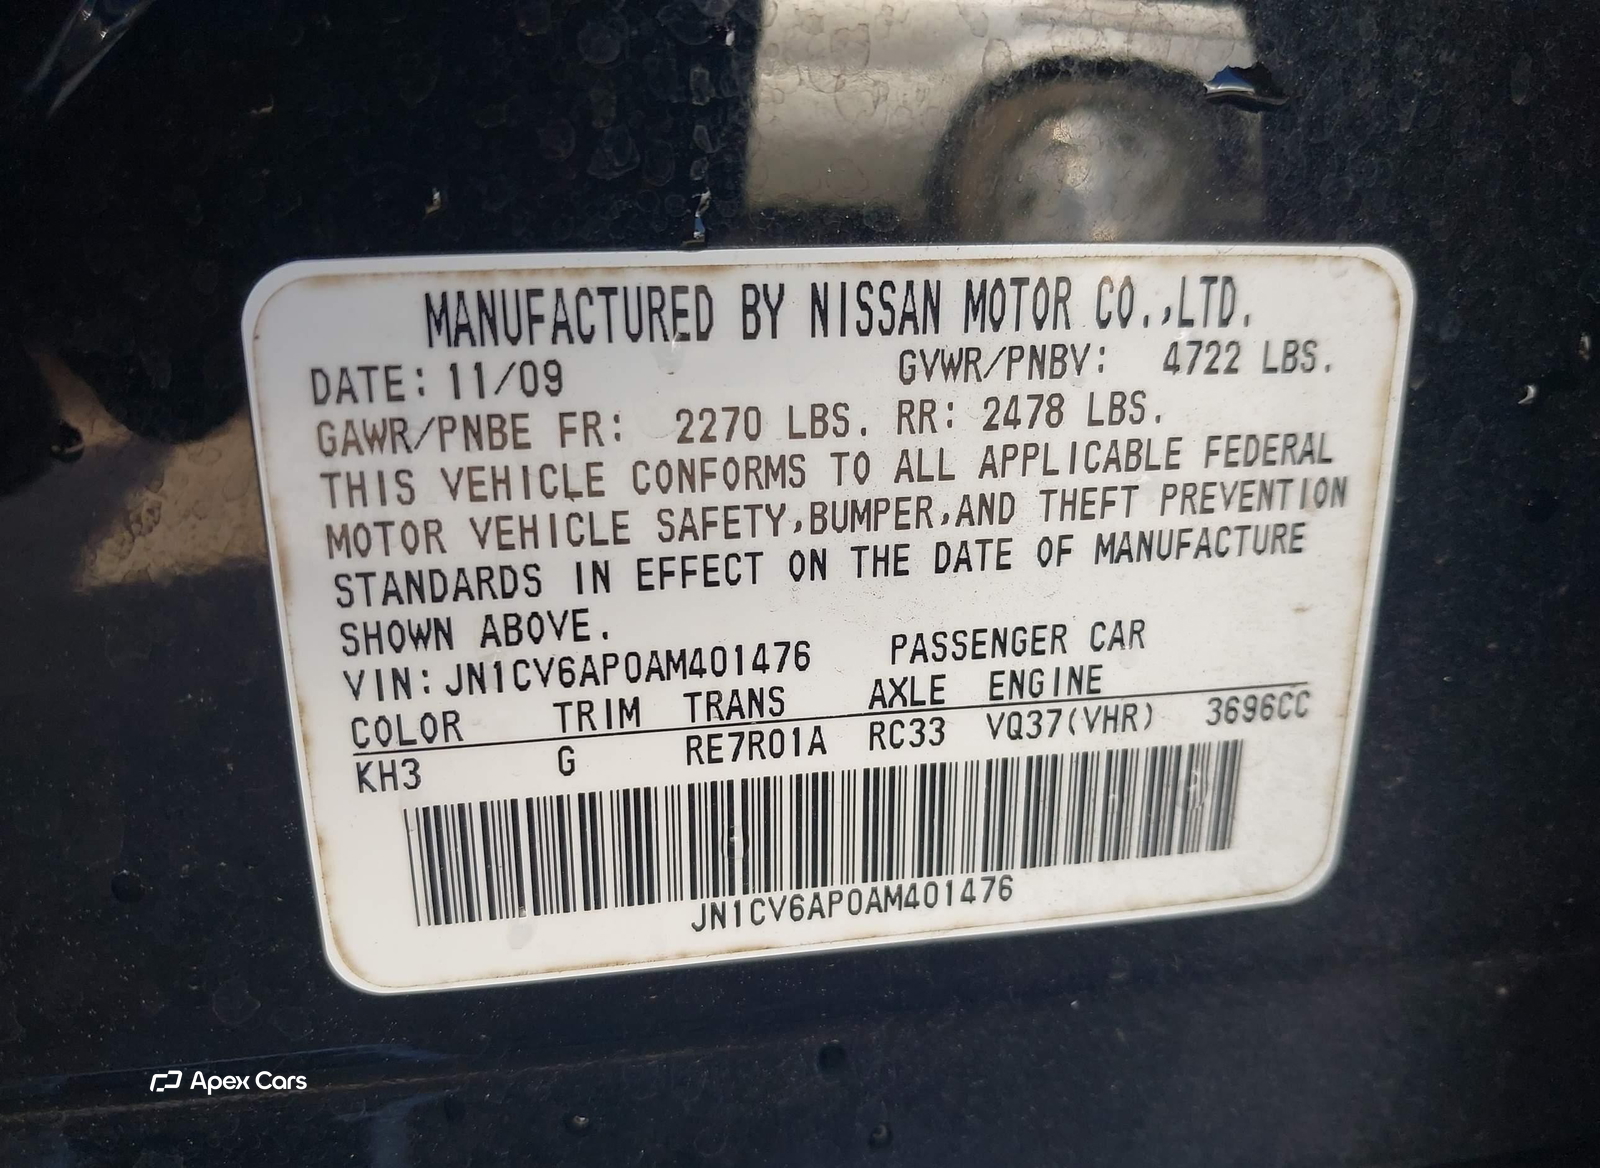 MANUFACTURED BY NISSAN MOTOR CO.,LTD.
DATE: 11/09 GVWR/PNBV: 4722 LBS.
GAWR/PNBE FR: 2270 LBS. RR: 2478 LBS.
THIS VEHICLE CONFORMS TO ALL APPLICABLE FEDERAL
MOTOR VEHICLE SAFETY,BUMPER,AND THEFT PREVENTION
STANDARDS IN EFFECT ON THE DATE OF MANUFACTURE
SHOWN ABOVE.
VIN: JN1CV6AP0AM401476 PASSENGER CAR
COLOR TRIM TRANS AXLE ENGINE
KH3 G RE7R01A RC33 VQ37(VHR) 3696CC
JN1CV6AP0AM401476
Apex Cars